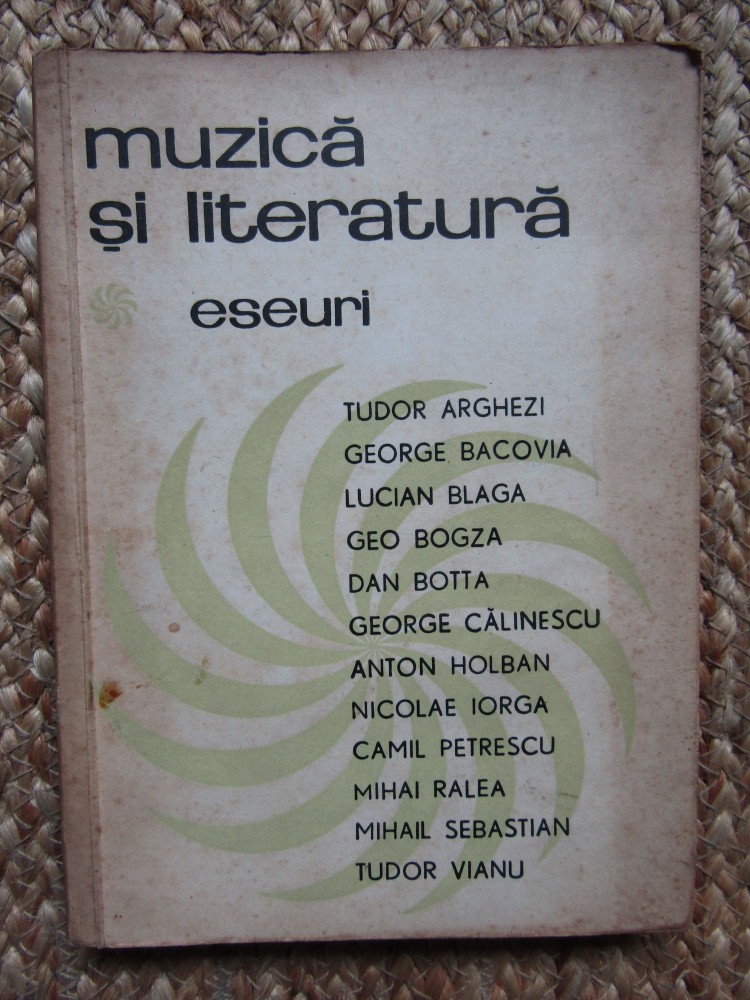 muzică
și literatură
eseuri
TUDOR ARGHEZI
GEORGE BACOVIA
LUCIAN BLAGA
GEO BOGZA
DAN BOTTA
GEORGE CĂLINESCU
ANTON HOLBAN
NICOLAE IORGA
CAMIL PETRESCU
MIHAI RALEA
MIHAIL SEBASTIAN
TUDOR VIANU